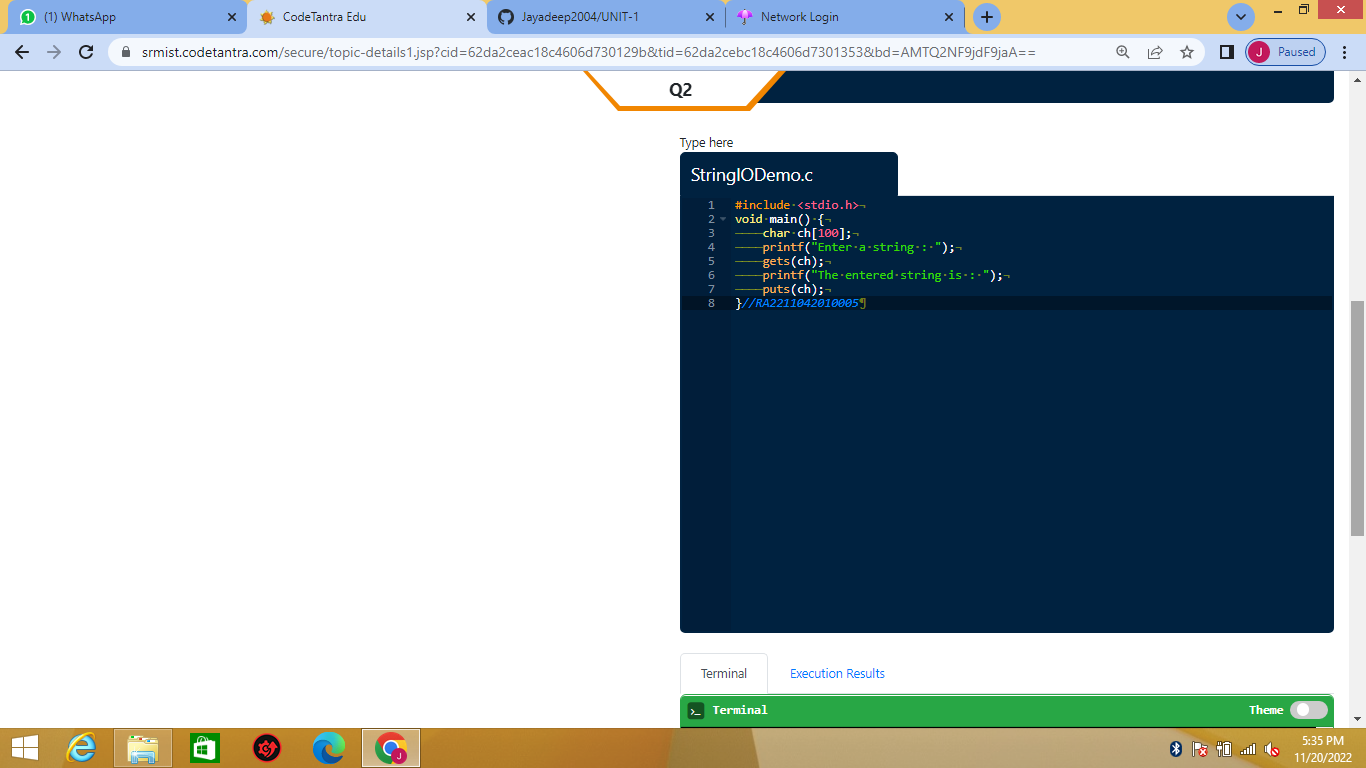 (1) WhatsApp
CodeTantra Edu
Jayadeep2004/UNIT-1
Network Login
srmist.codetantra.com/secure/topic-details1.jsp?cid=62da2ceac18c4606d730129b&tid=62da2cebc18c4606d7301353&bd=AMTQ2NF9jdF9jaA==
J Paused
Q2
Type here
StringIODemo.c
1 #include <stdio.h>
2 void main() {
3 char ch[100];
4 printf("Enter a string : ");
5 gets(ch);
6 printf("The entered string is : ");
7 puts(ch);
8 }//RA2211042010005
Terminal Execution Results
Terminal Theme
5:35 PM
11/20/2022